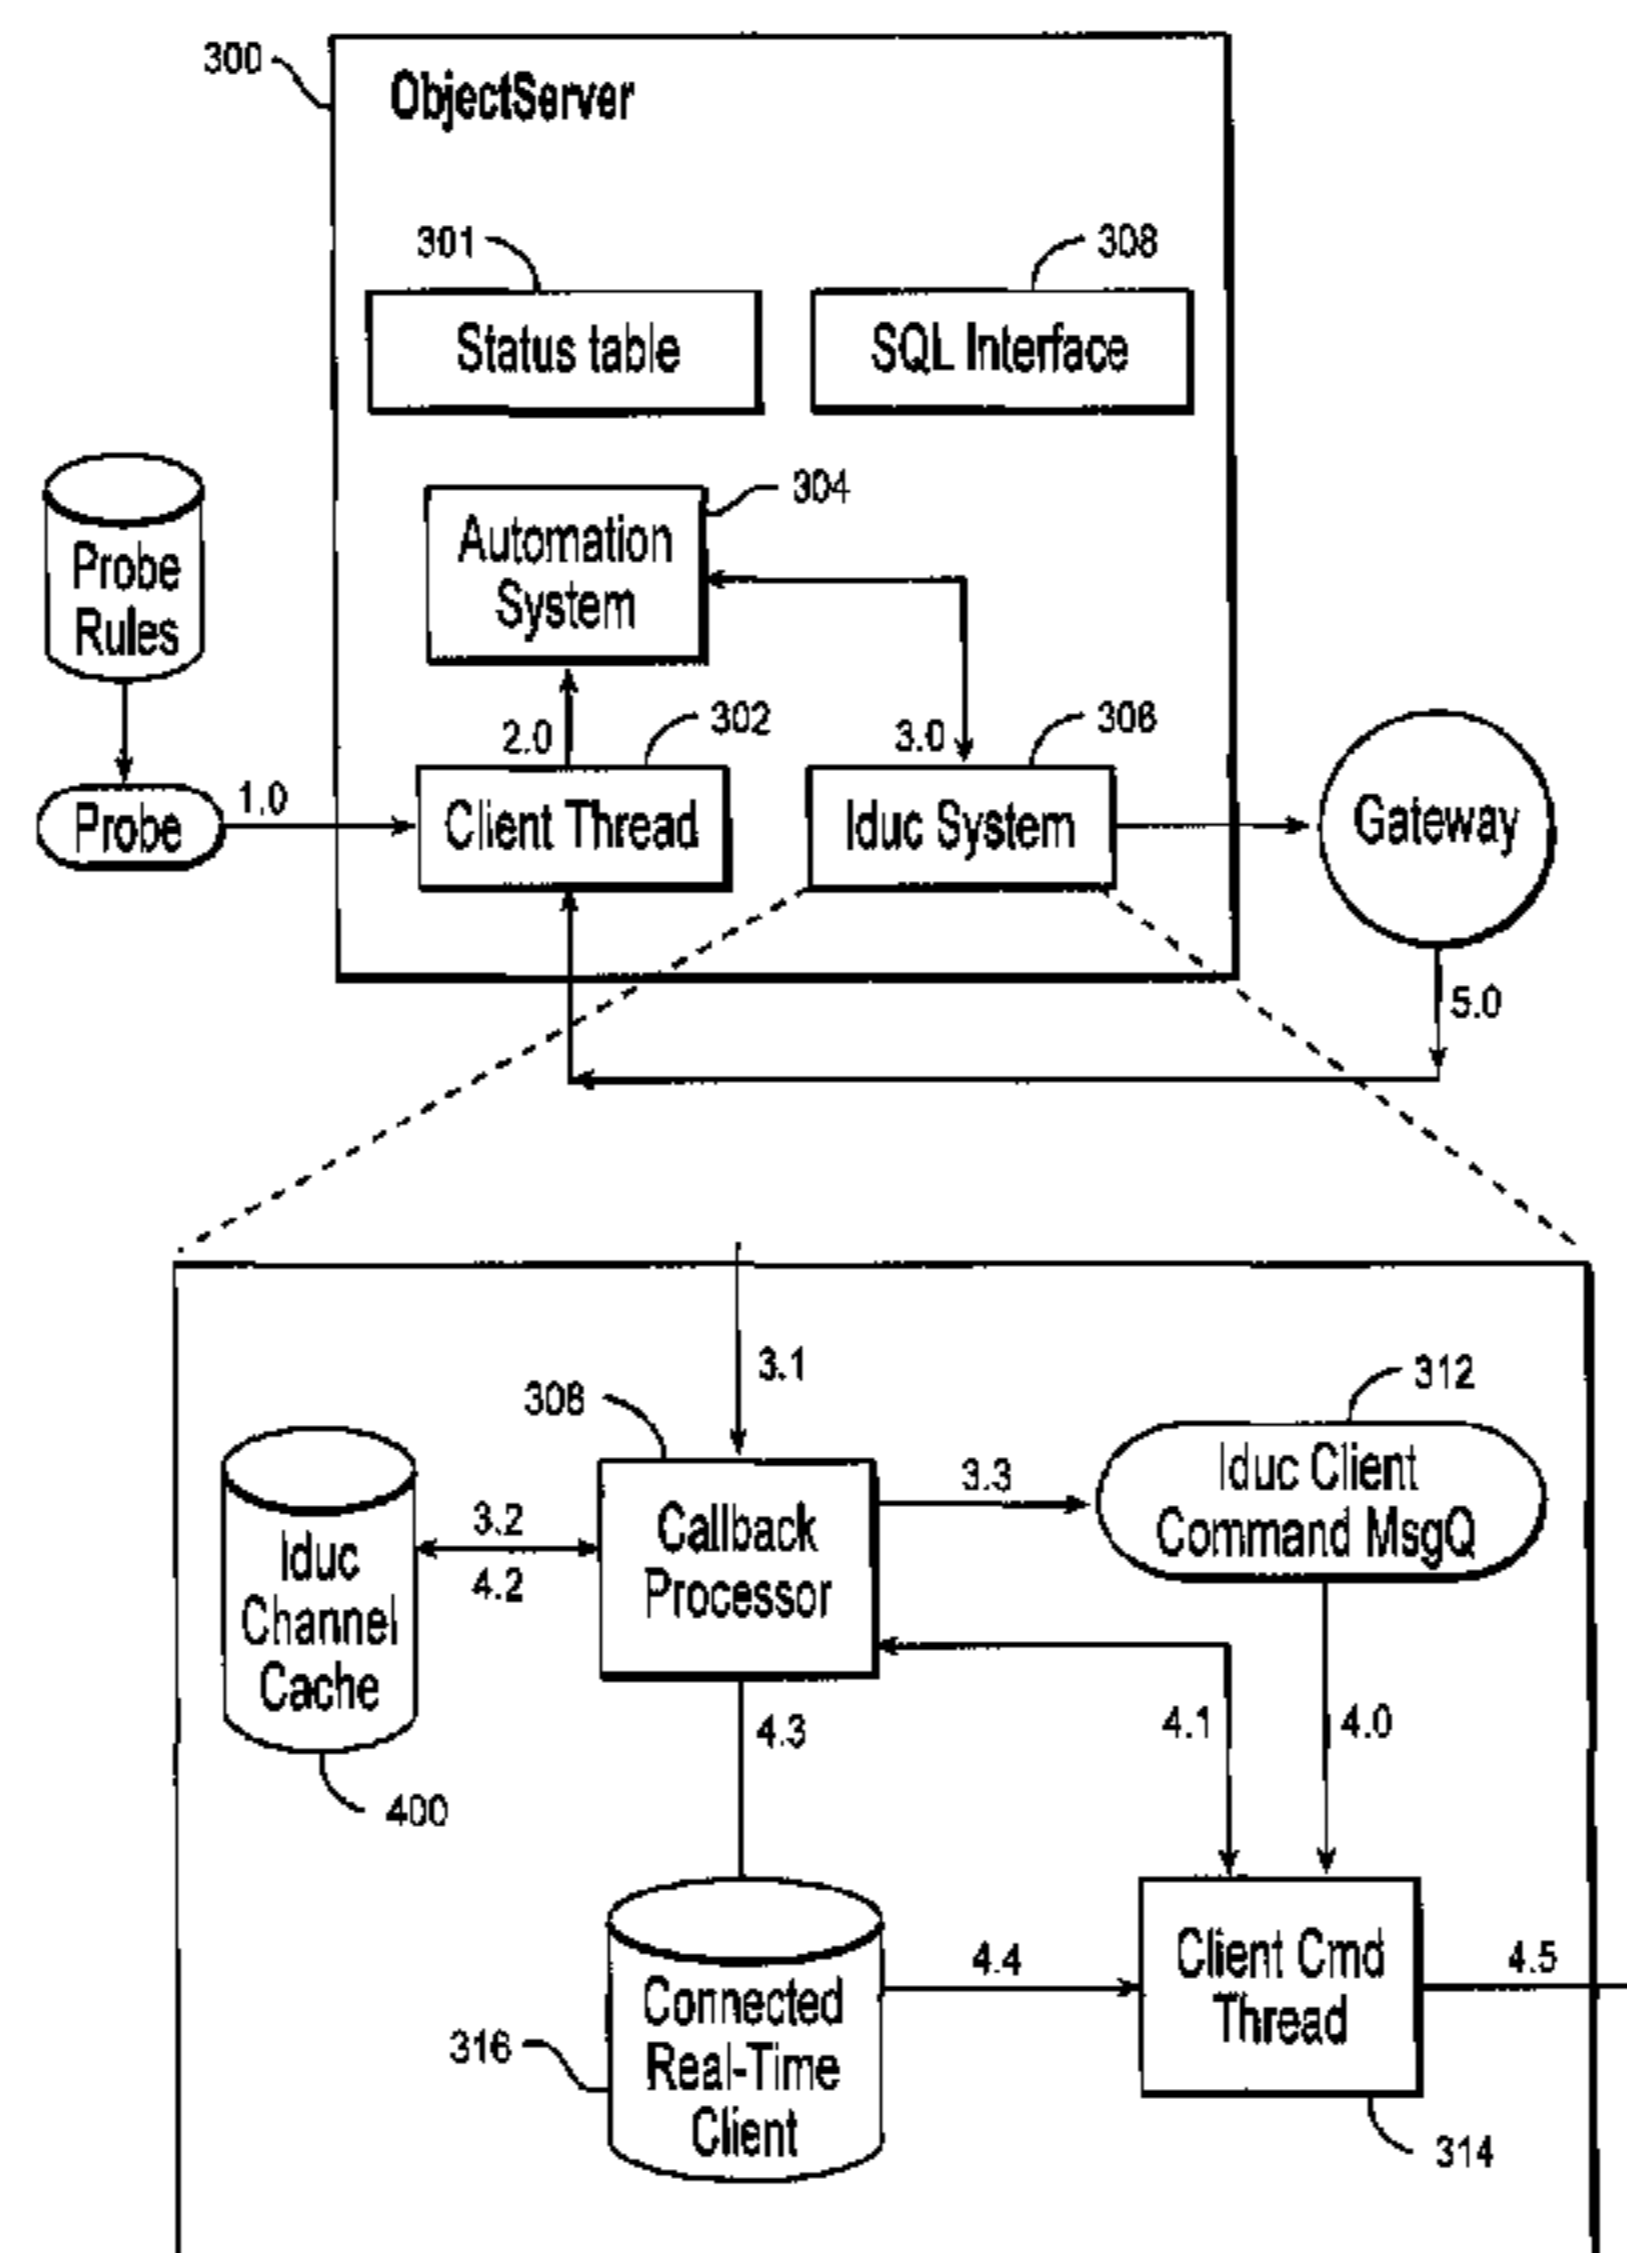 300
ObjectServer
301
308
Status table
SQL Interface
304
Automation
System
Probe
Rules
2.0
302
3.0
306
Probe
1.0
Client Thread
Iduc System
Gateway
5.0
3.1
308
312
Iduc Client
Command MsgQ
3.3
Callback
Processor
3.2
4.2
Iduc
Channel
Cache
4.3
4.1
4.0
400
Connected
Real-Time
Client
4.4
Client Cmd
Thread
4.5
316
314